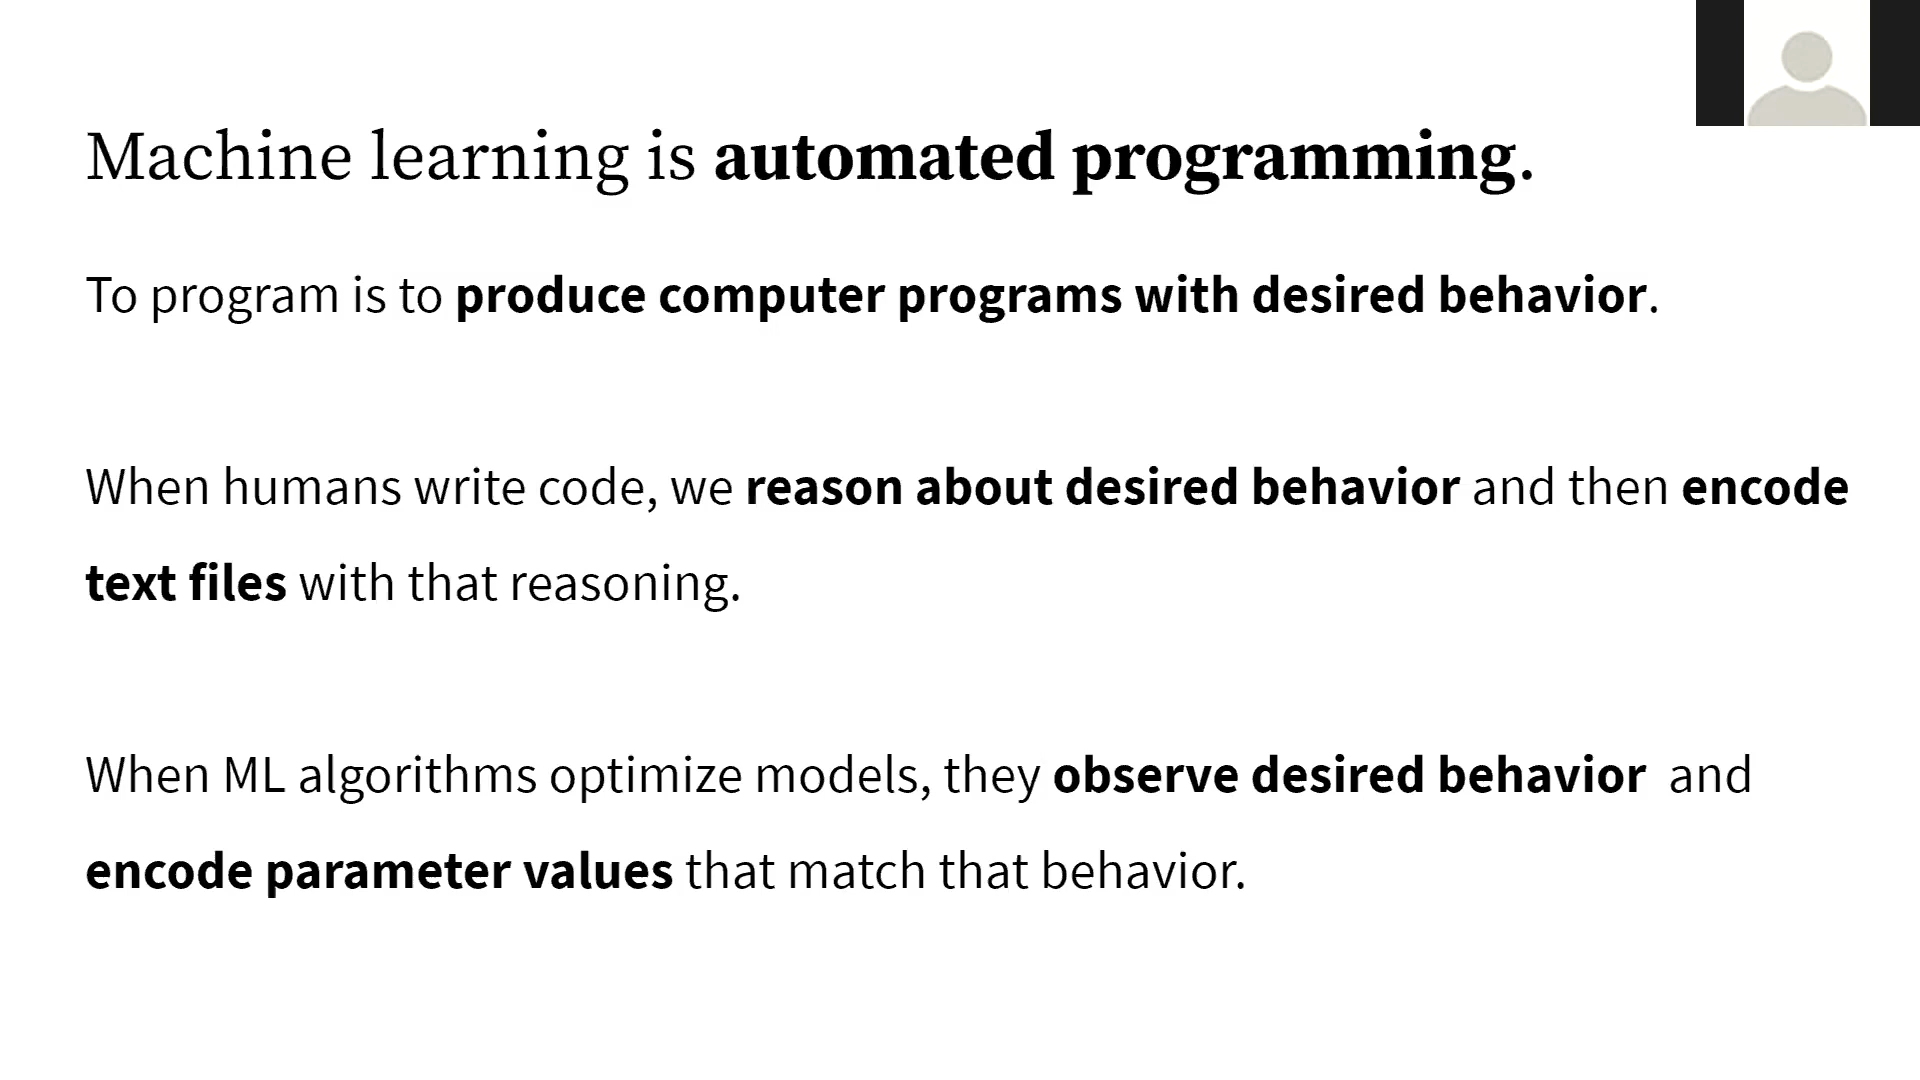 Machine learning is automated programming.
To program is to produce computer programs with desired behavior.
When humans write code, we reason about desired behavior and then encode
text files with that reasoning.
When ML algorithms optimize models, they observe desired behavior  and
encode parameter values that match that behavior.